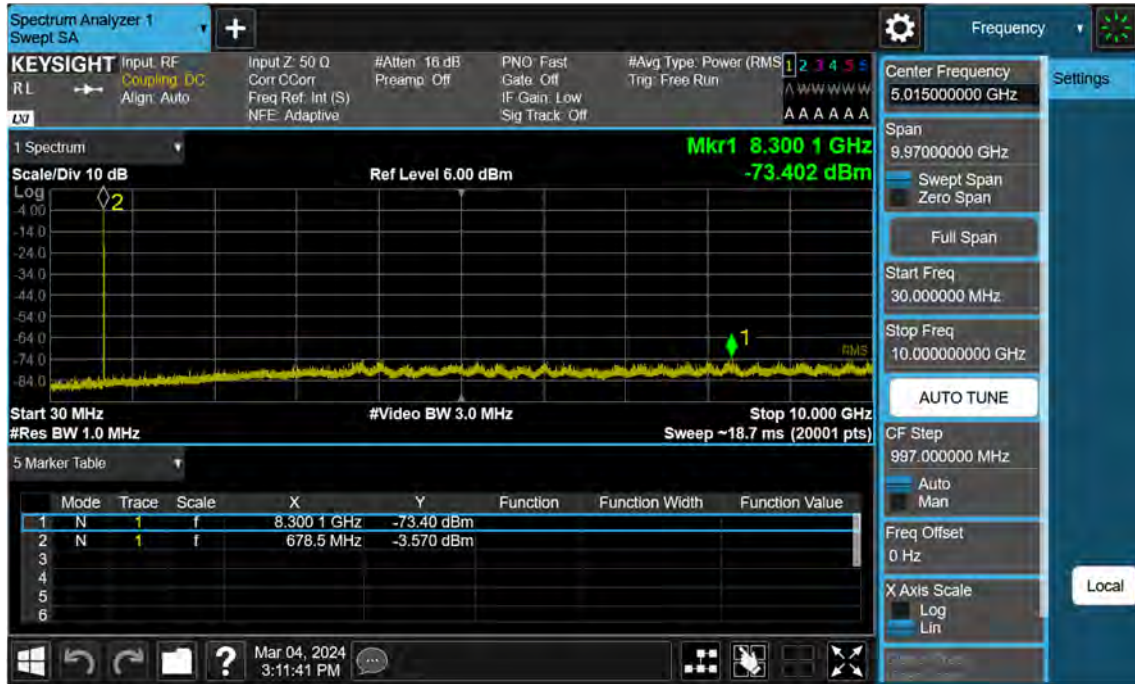 Spectrum Analyzer 1
Swept SA
+
Frequency
KEYSIGHT
RL
LXI
Input: RF
Coupling: DC
Align: Auto
Input Z: 50 Ω
Corr CCorr
Freq Ref: Int (S)
NFE: Adaptive
#Atten: 16 dB
Preamp: Off
PNO: Fast
Gate: Off
IF Gain: Low
Sig Track: Off
#Avg Type: Power (RMS
Trig: Free Run
1 2 3 4 5 6
A W W W W W
A A A A A A
Center Frequency
5.015000000 GHz
Settings
Span
9.97000000 GHz
Swept Span
Zero Span
Full Span
Start Freq
30.000000 MHz
Stop Freq
10.000000000 GHz
AUTO TUNE
CF Step
997.000000 MHz
Auto
Man
Freq Offset
0 Hz
X Axis Scale
Log
Lin
Local
1 Spectrum
Scale/Div 10 dB
Ref Level 6.00 dBm
Mkr1 8.300 1 GHz
-73.402 dBm
Log
-4.00
-14.0
-24.0
-34.0
-44.0
-54.0
-64.0
-74.0
-84.0
2
1
RMS
Start 30 MHz
#Video BW 3.0 MHz
Stop 10.000 GHz
#Res BW 1.0 MHz
Sweep ~18.7 ms (20001 pts)
5 Marker Table
Mode Trace Scale X Y Function Function Width Function Value
1 N 1 f 8.300 1 GHz -73.40 dBm
2 N 1 f 678.5 MHz -3.570 dBm
3
4
5
6
?
Mar 04, 2024
3:11:41 PM